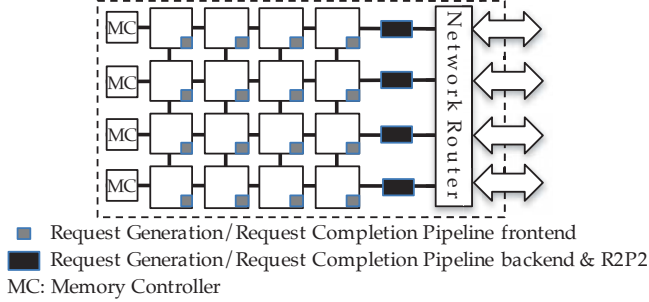 MC
MC
MC
MC
Network Router
Request Generation/Request Completion Pipeline frontend
Request Generation/Request Completion Pipeline backend & R2P2
MC: Memory Controller